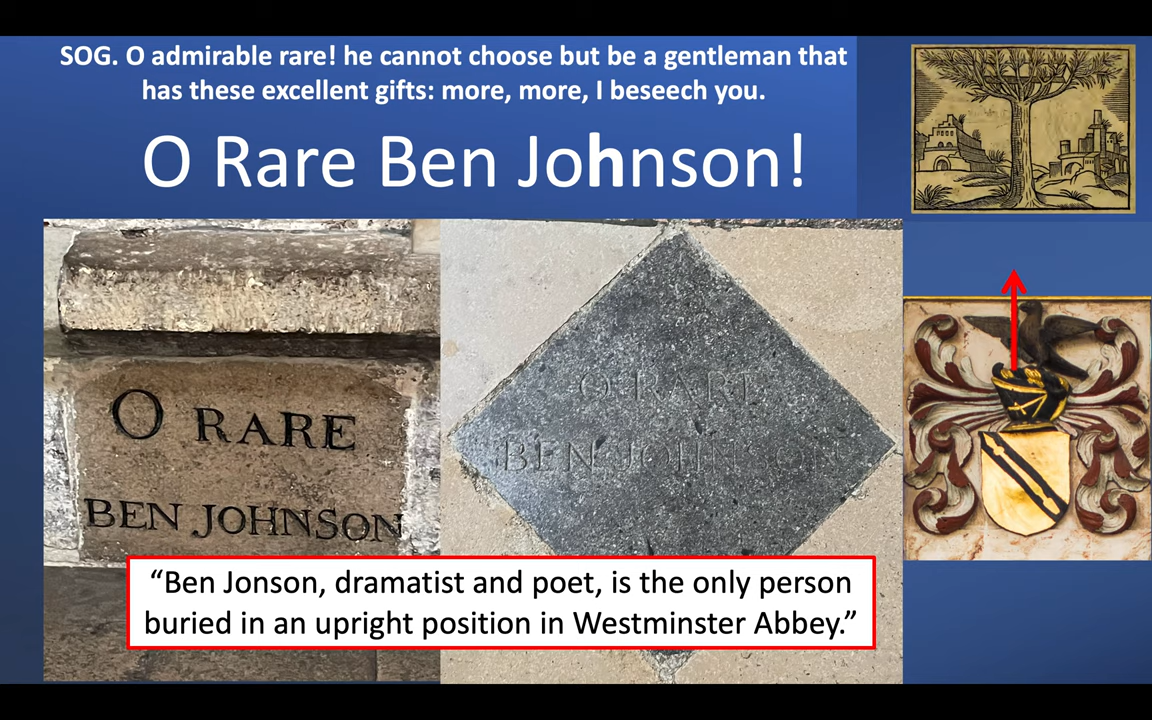 SOG. O admirable rare! he cannot choose but be a gentleman that
has these excellent gifts: more, more, I beseech you.
O Rare Ben Johnson!
O RARE
BEN JOHNSON
O RARE
BEN JOHNSON
“Ben Jonson, dramatist and poet, is the only person
buried in an upright position in Westminster Abbey.”